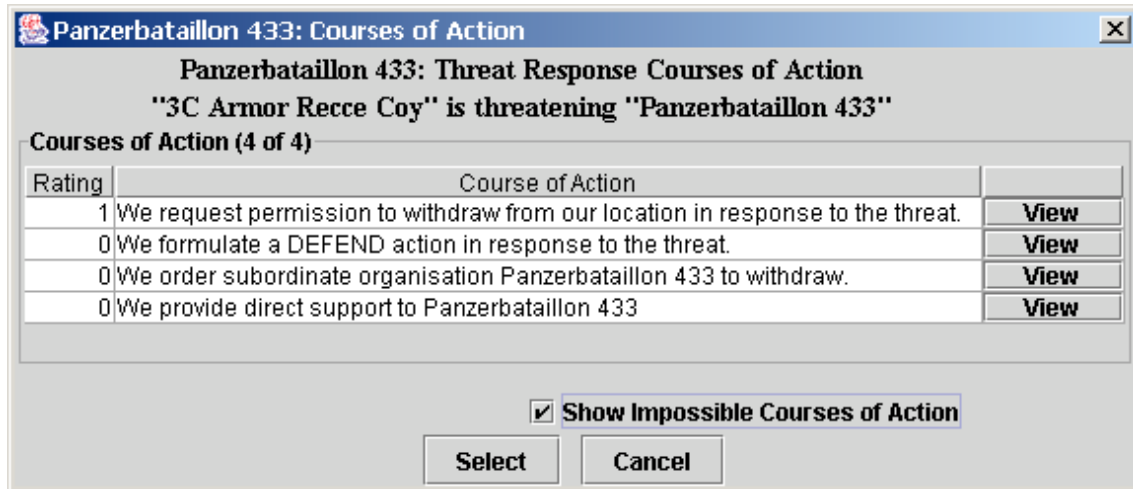 Panzerbataillon 433: Courses of Action
Panzerbataillon 433: Threat Response Courses of Action
"3C Armor Recce Coy" is threatening "Panzerbataillon 433"
Courses of Action (4 of 4)
Rating Course of Action
1 We request permission to withdraw from our location in response to the threat. View
0 We formulate a DEFEND action in response to the threat. View
0 We order subordinate organisation Panzerbataillon 433 to withdraw. View
0 We provide direct support to Panzerbataillon 433 View
Show Impossible Courses of Action
Select Cancel